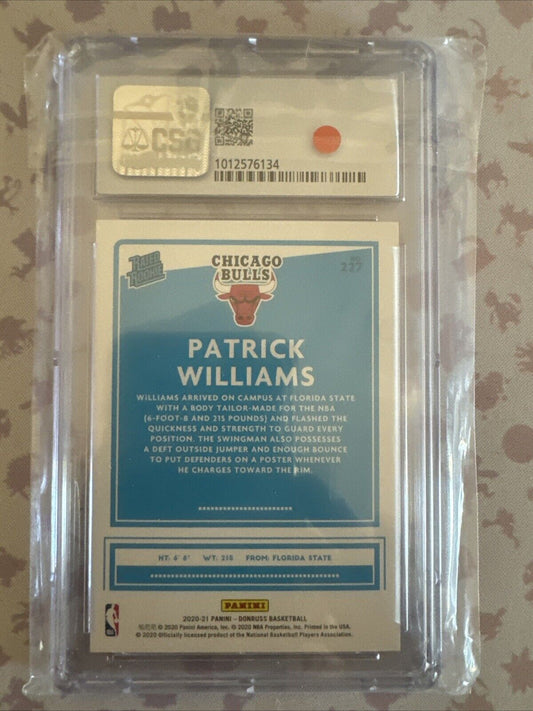 CSG
1012576134
RATED ROOKIE
CHICAGO
BULLS
NO.
227
PATRICK
WILLIAMS
WILLIAMS ARRIVED ON CAMPUS AT FLORIDA STATE
WITH A BODY TAILOR-MADE FOR THE NBA
(6-FOOT-8 AND 215 POUNDS) AND FLASHED THE
QUICKNESS AND STRENGTH TO GUARD EVERY
POSITION. THE SWINGMAN ALSO POSSESSES
A DEFT OUTSIDE JUMPER AND ENOUGH BOUNCE
TO PUT DEFENDERS ON A POSTER WHENEVER
HE CHARGES TOWARD THE RIM.
HT: 6' 8" WT: 215 FROM: FLORIDA STATE
PANINI
2020-21 PANINI - DONRUSS BASKETBALL
© 2020 Panini America, Inc. © 2020 NBA Properties, Inc. Printed in the USA.
© 2020 Officially licensed product of the National Basketball Players Association.
NBA